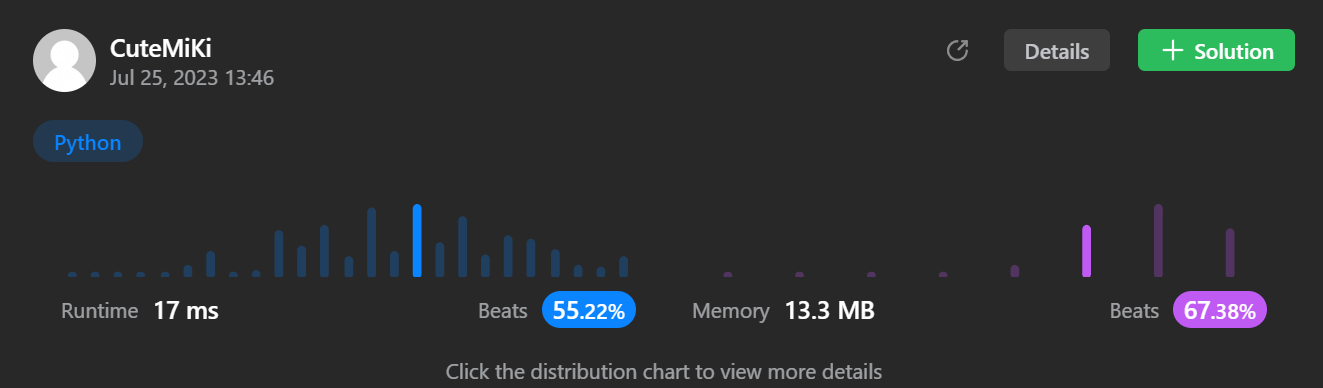 CuteMiKi
Jul 25, 2023 13:46
Details
+ Solution
Python
Runtime 17 ms
Beats 55.22%
Memory 13.3 MB
Beats 67.38%
Click the distribution chart to view more details